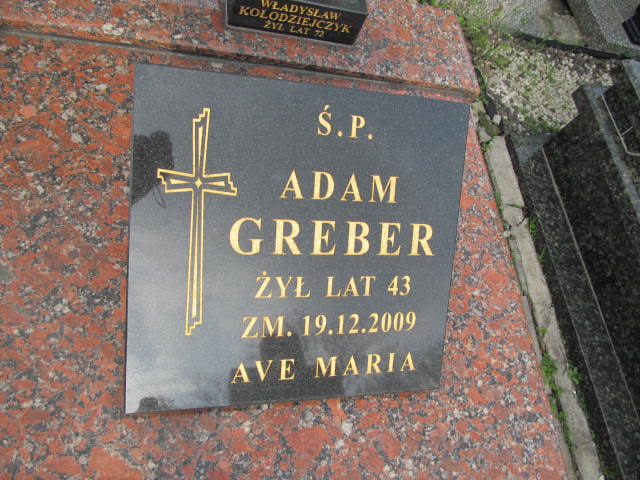 WŁADYSŁAW
KOŁODZIEJCZYK
ŻYŁ LAT 72
Ś.P.
ADAM
GREBER
ŻYŁ LAT 43
ZM. 19.12.2009
AVE MARIA